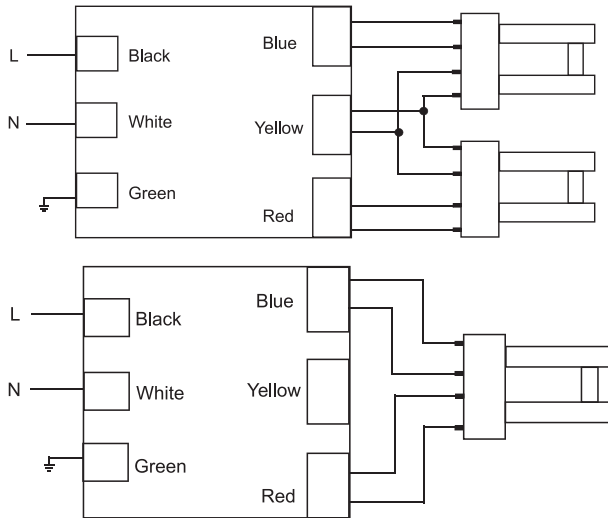 Blue
L
Black
N
White
Yellow
Green
Red
Blue
L
Black
N
White
Yellow
Green
Red